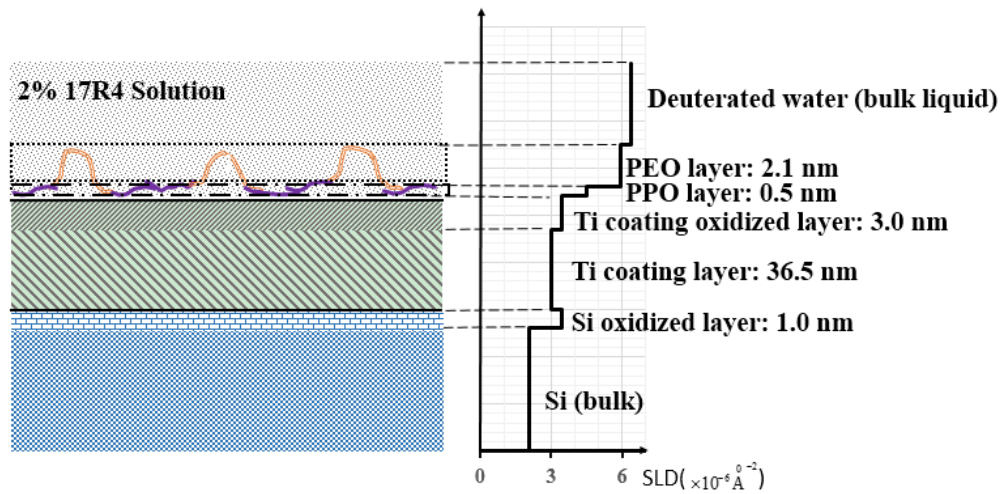 2% 17R4 Solution
Deuterated water (bulk liquid)
PEO layer: 2.1 nm
PPO layer: 0.5 nm
Ti coating oxidized layer: 3.0 nm
Ti coating layer: 36.5 nm
Si oxidized layer: 1.0 nm
Si (bulk)
0 3 6 SLD( ×10⁻⁶ Å⁻²)